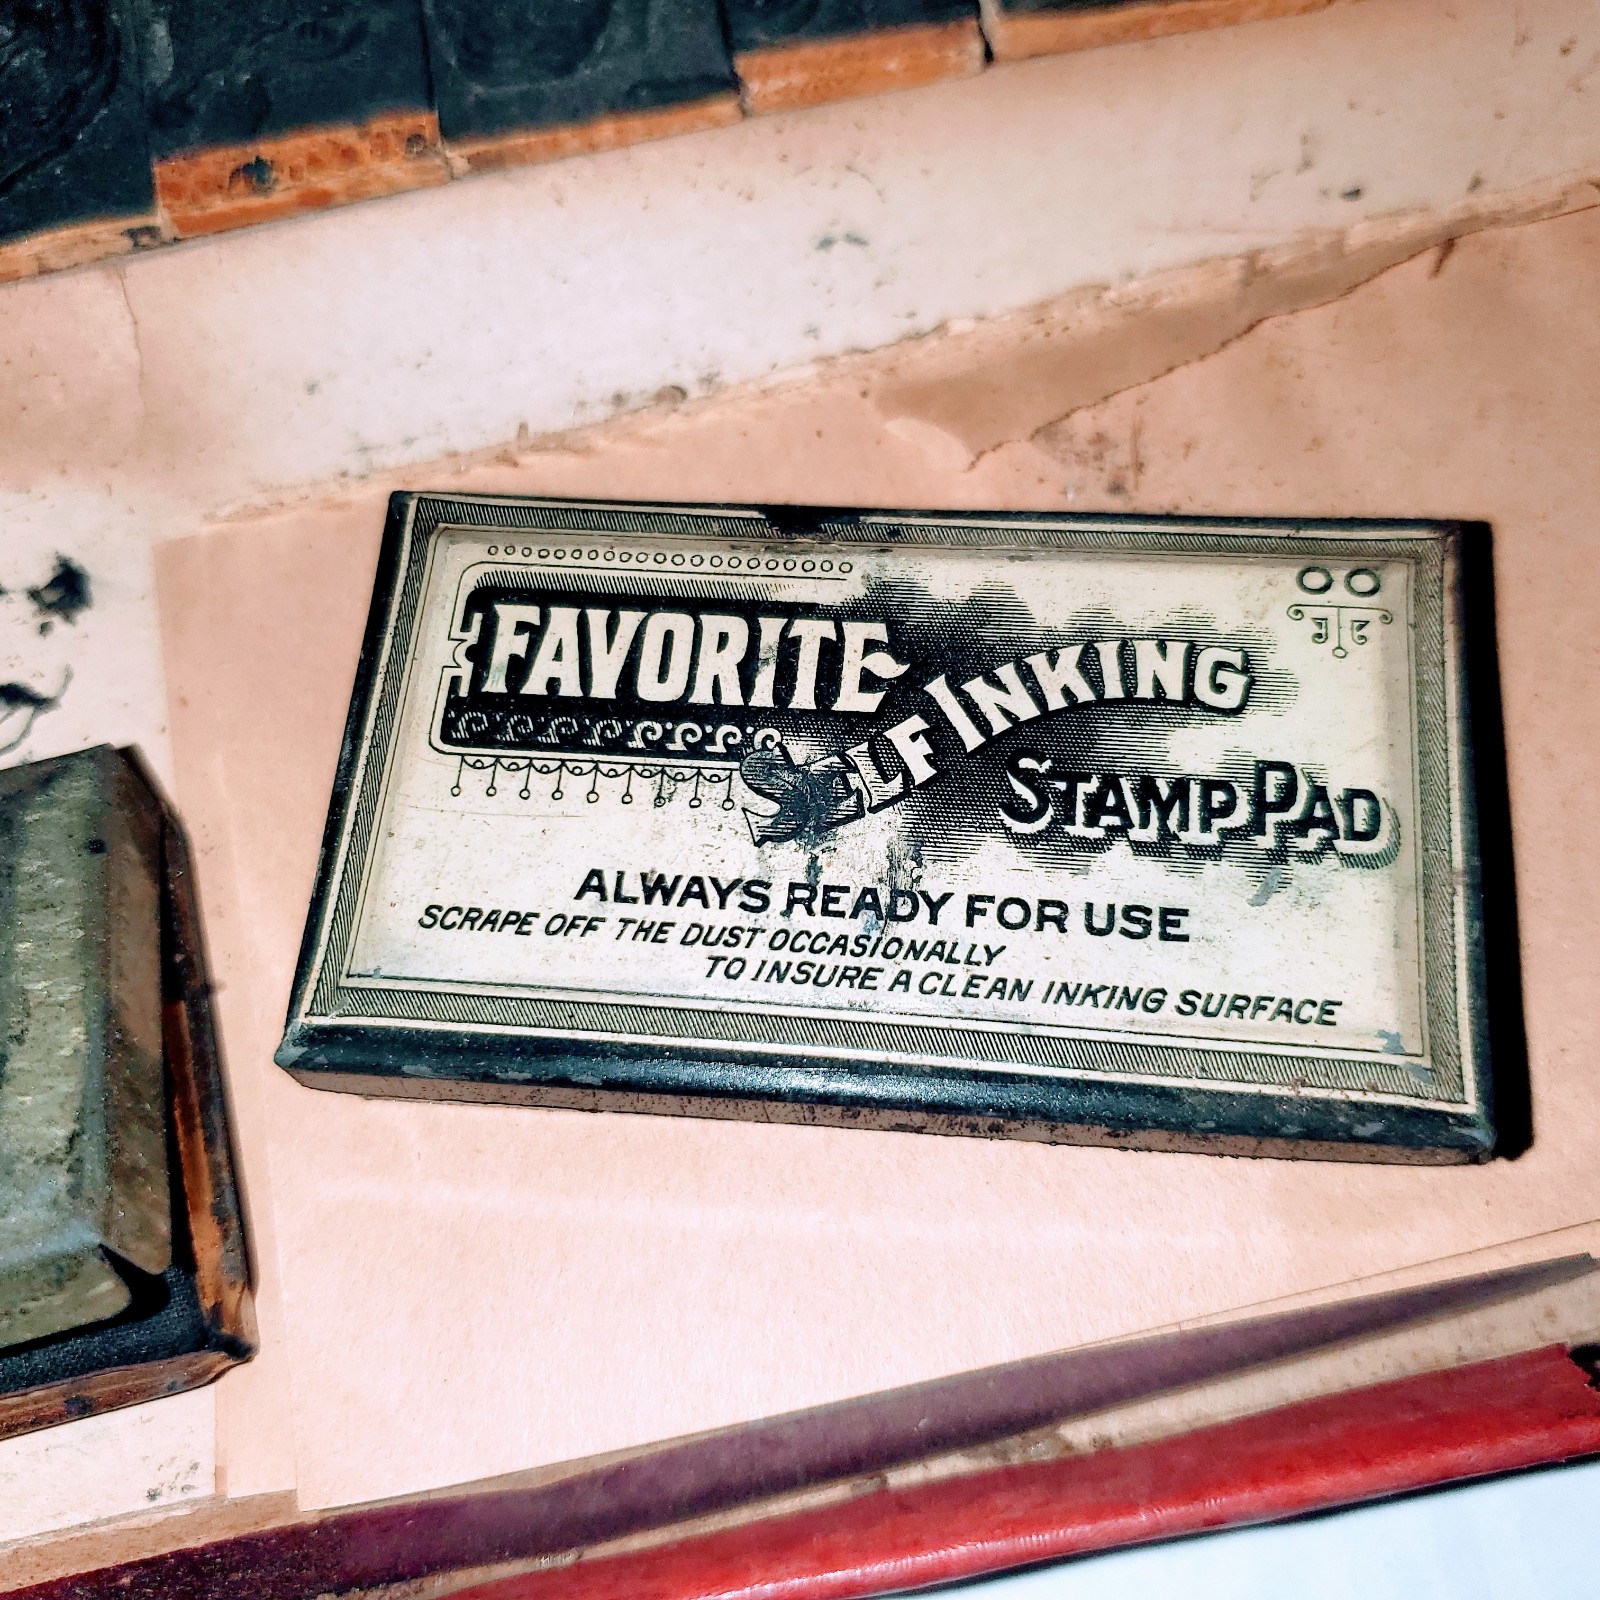 FAVORITE
SELF INKING
STAMP PAD
ALWAYS READY FOR USE
SCRAPE OFF THE DUST OCCASIONALLY
TO INSURE A CLEAN INKING SURFACE